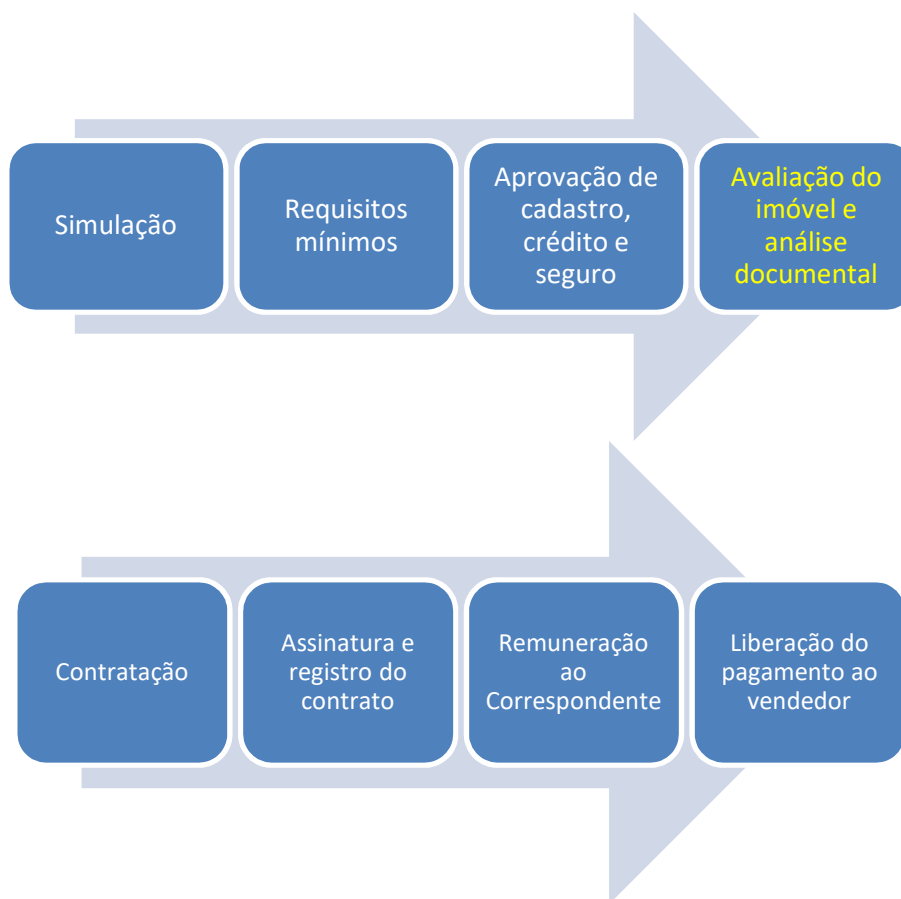 Simulação
Requisitos
mínimos
Aprovação de
cadastro,
crédito e
seguro
Avaliação do
imóvel e
análise
documental
Contratação
Assinatura e
registro do
contrato
Remuneração
ao
Correspondente
Liberação do
pagamento ao
vendedor